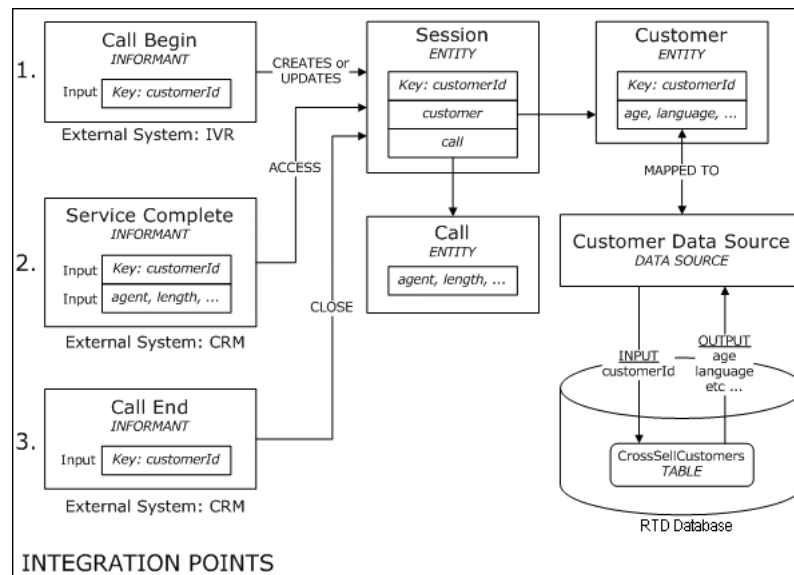 1.
Call Begin
INFORMANT
Input
Key: customerId
External System: IVR
CREATES or
UPDATES
Session
ENTITY
Key: customerId
customer
call
Customer
ENTITY
Key: customerId
age, language, ...
ACCESS
MAPPED TO
2.
Service Complete
INFORMANT
Input
Key: customerId
Input
agent, length, ...
External System: CRM
Call
ENTITY
agent, length, ...
Customer Data Source
DATA SOURCE
CLOSE
INPUT
customerId
OUTPUT
age
language
etc ...
3.
Call End
INFORMANT
Input
Key: customerId
External System: CRM
CrossSellCustomers
TABLE
RTD Database
INTEGRATION POINTS